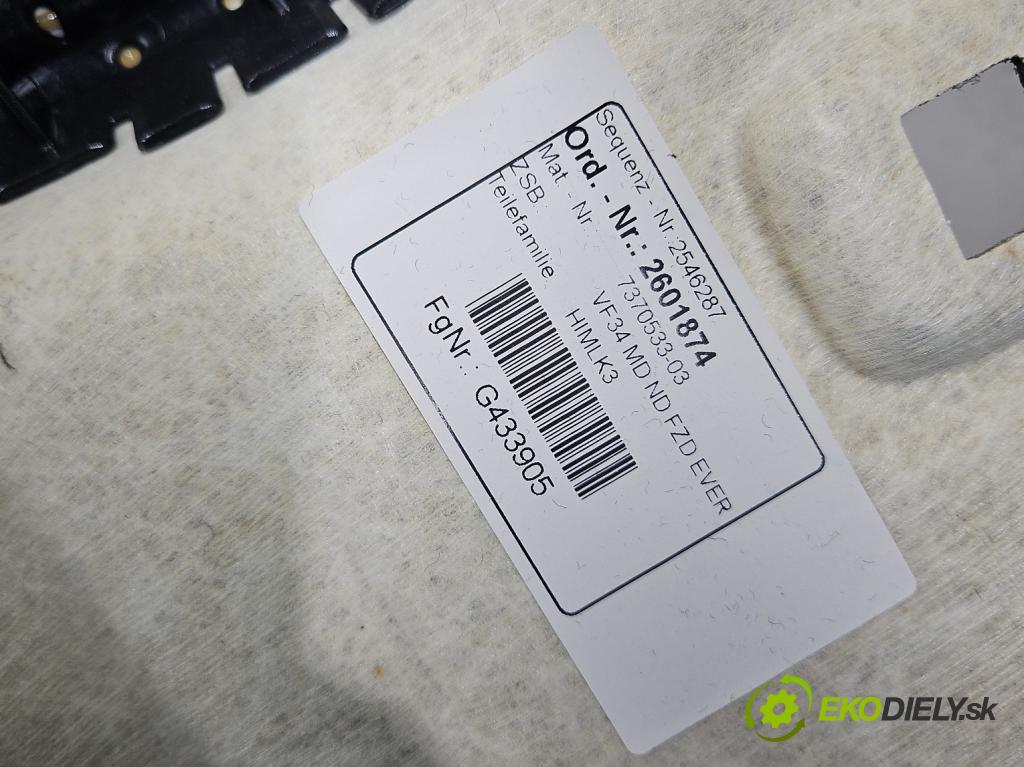 Sequenz - Nr.2546287
Ord. - Nr.: 2601874
Mat. - Nr.: 7370533-03
ZSB.: VF34 MD ND FZD EVER
Teilefamilie HIMLK3
FgNr.: G433905
EKODIELY.sk